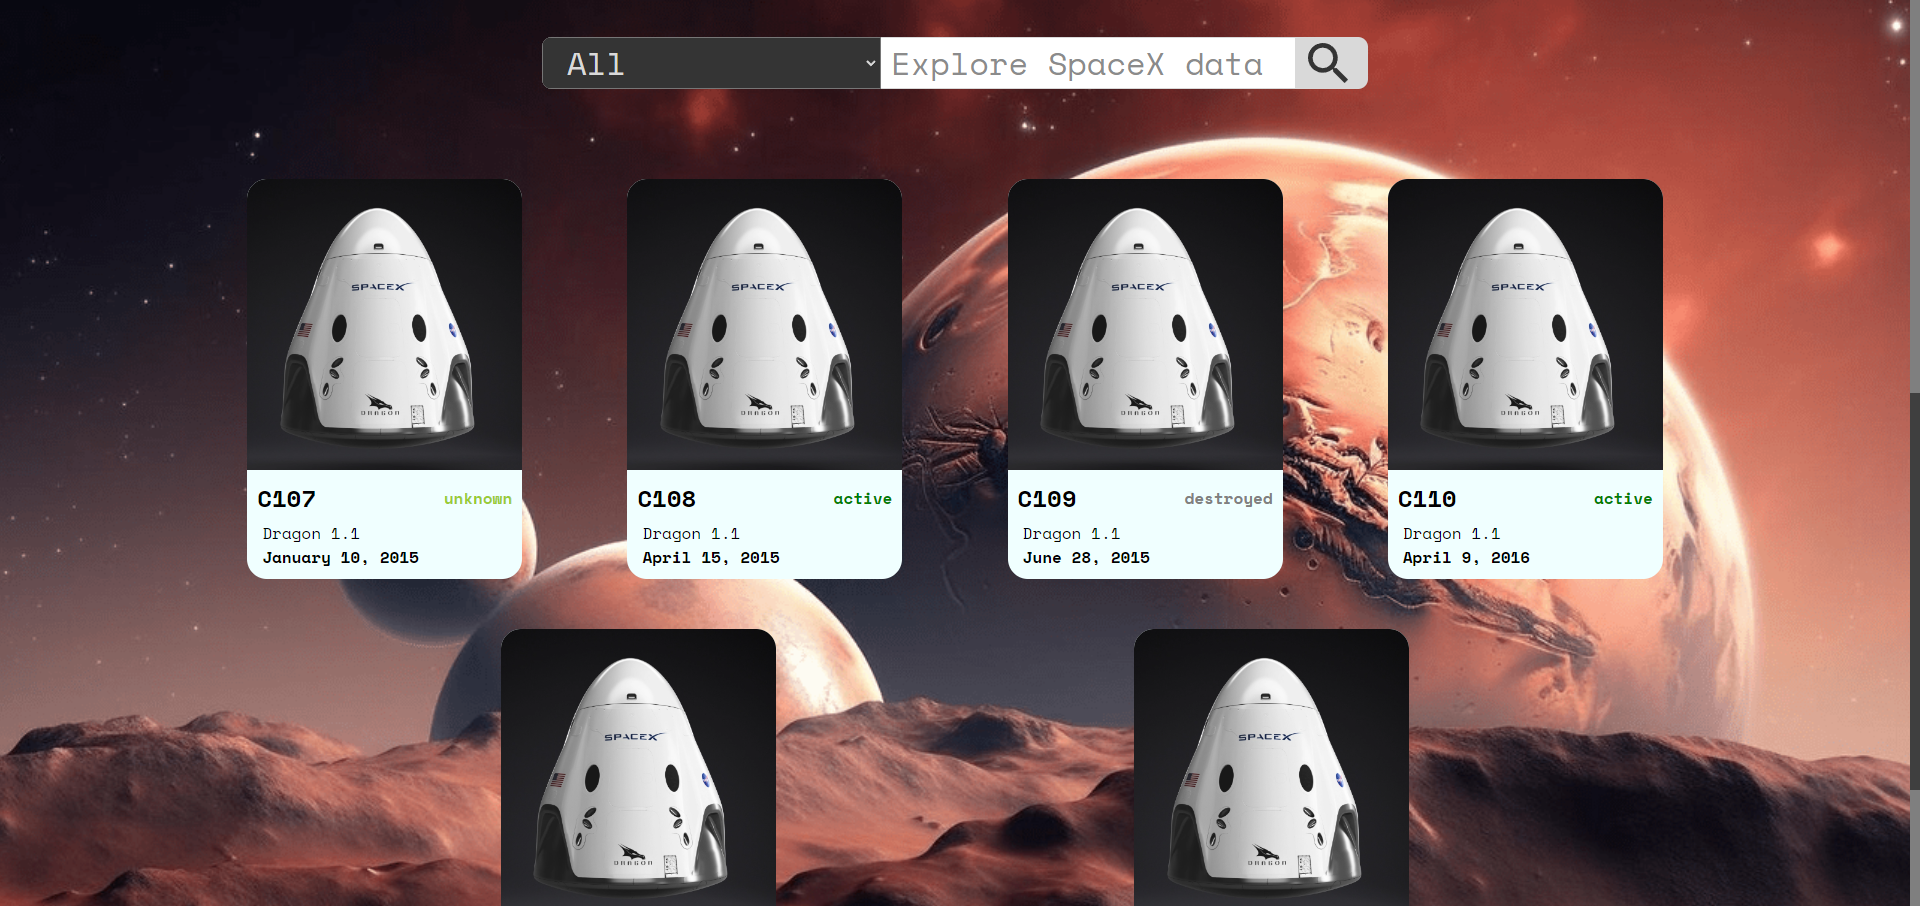 All
Explore SpaceX data
SPACEX
DRAGON
SPACEX
DRAGON
SPACEX
DRAGON
SPACEX
DRAGON
C107 unknown
Dragon 1.1
January 10, 2015
C108 active
Dragon 1.1
April 15, 2015
C109 destroyed
Dragon 1.1
June 28, 2015
C110 active
Dragon 1.1
April 9, 2016
SPACEX
DRAGON
SPACEX
DRAGON